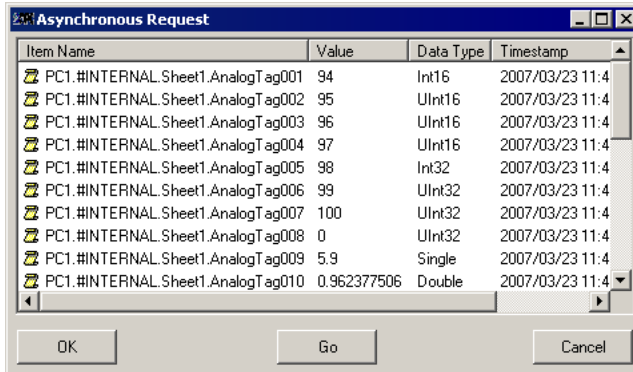 Asynchronous Request
Item Name Value Data Type Timestamp
PC1.#INTERNAL.Sheet1.AnalogTag001 94 Int16 2007/03/23 11:4
PC1.#INTERNAL.Sheet1.AnalogTag002 95 UInt16 2007/03/23 11:4
PC1.#INTERNAL.Sheet1.AnalogTag003 96 UInt16 2007/03/23 11:4
PC1.#INTERNAL.Sheet1.AnalogTag004 97 UInt16 2007/03/23 11:4
PC1.#INTERNAL.Sheet1.AnalogTag005 98 Int32 2007/03/23 11:4
PC1.#INTERNAL.Sheet1.AnalogTag006 99 UInt32 2007/03/23 11:4
PC1.#INTERNAL.Sheet1.AnalogTag007 100 UInt32 2007/03/23 11:4
PC1.#INTERNAL.Sheet1.AnalogTag008 0 UInt32 2007/03/23 11:4
PC1.#INTERNAL.Sheet1.AnalogTag009 5.9 Single 2007/03/23 11:4
PC1.#INTERNAL.Sheet1.AnalogTag010 0.962377506 Double 2007/03/23 11:4
OK Go Cancel